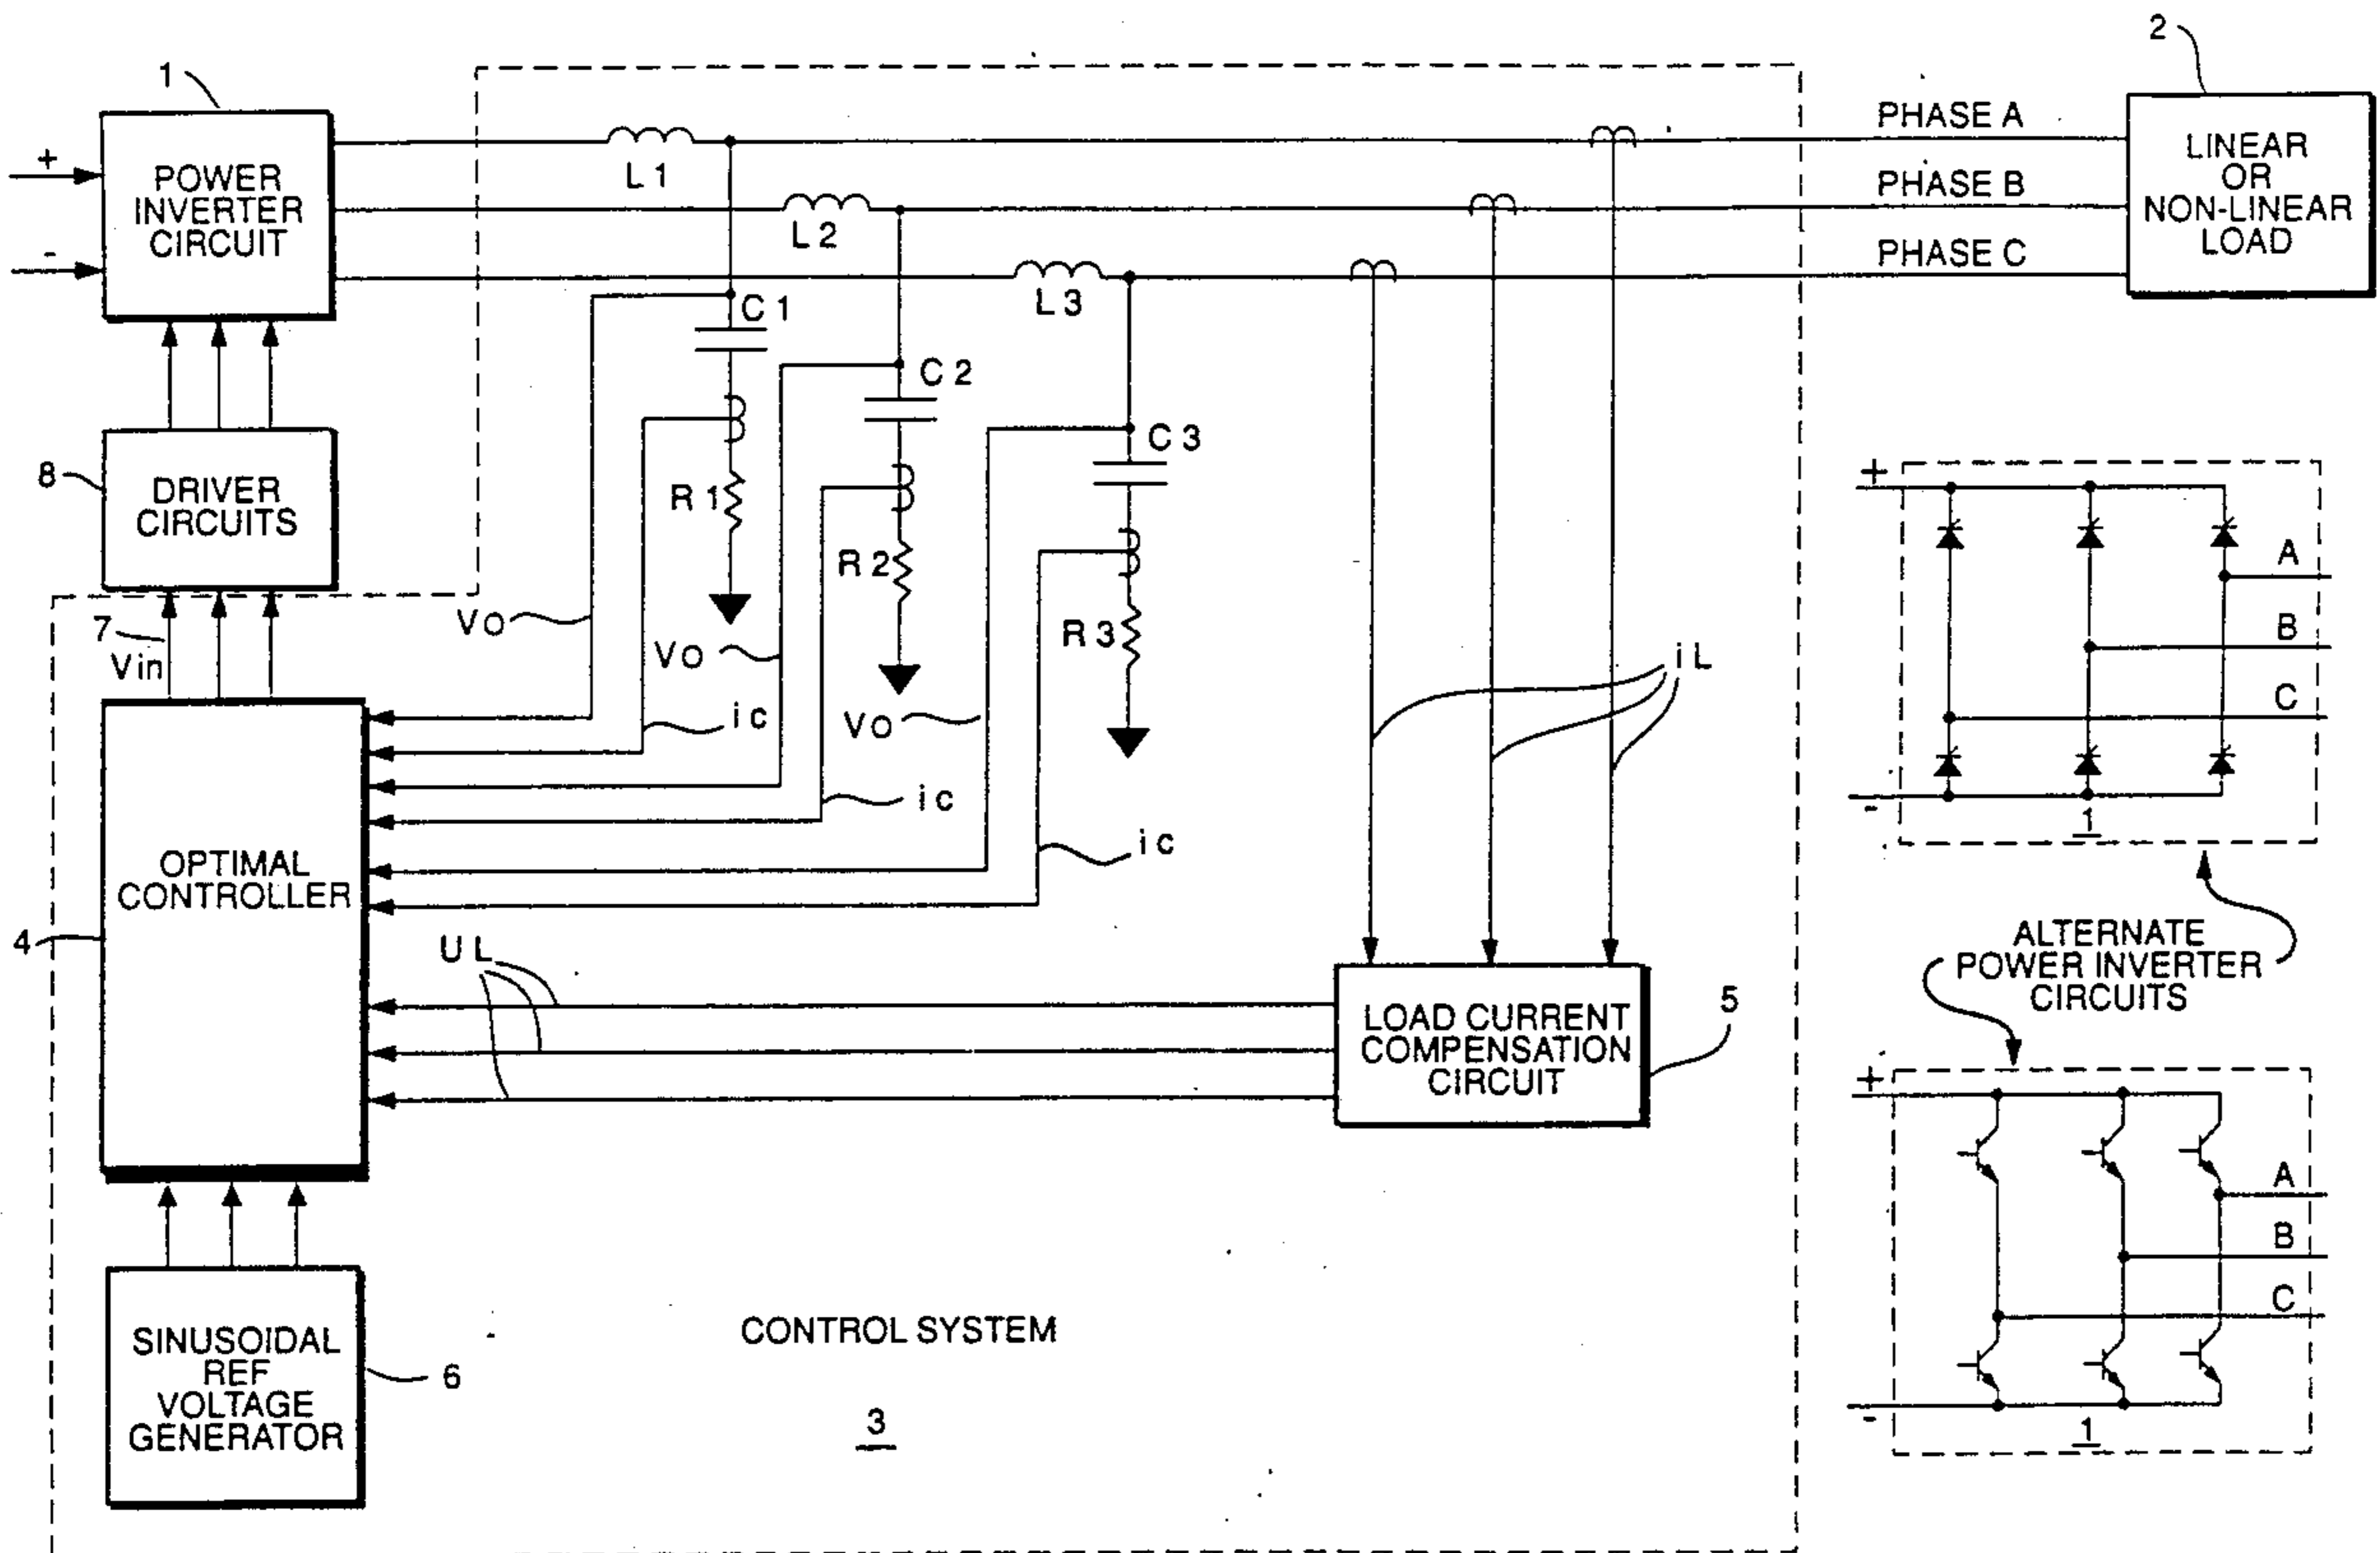 1
2
+
-
POWER
INVERTER
CIRCUIT
L1
L2
L3
PHASE A
PHASE B
PHASE C
LINEAR
OR
NON-LINEAR
LOAD
C1
C2
C3
R1
R2
R3
8
DRIVER
CIRCUITS
7
Vin
Vo
Vo
Vo
ic
ic
ic
iL
4
OPTIMAL
CONTROLLER
UL
LOAD CURRENT
COMPENSATION
CIRCUIT
5
SINUSOIDAL
REF
VOLTAGE
GENERATOR
6
CONTROL SYSTEM
3
+
A
B
C
-
1
ALTERNATE
POWER INVERTER
CIRCUITS
+
A
B
C
-
1